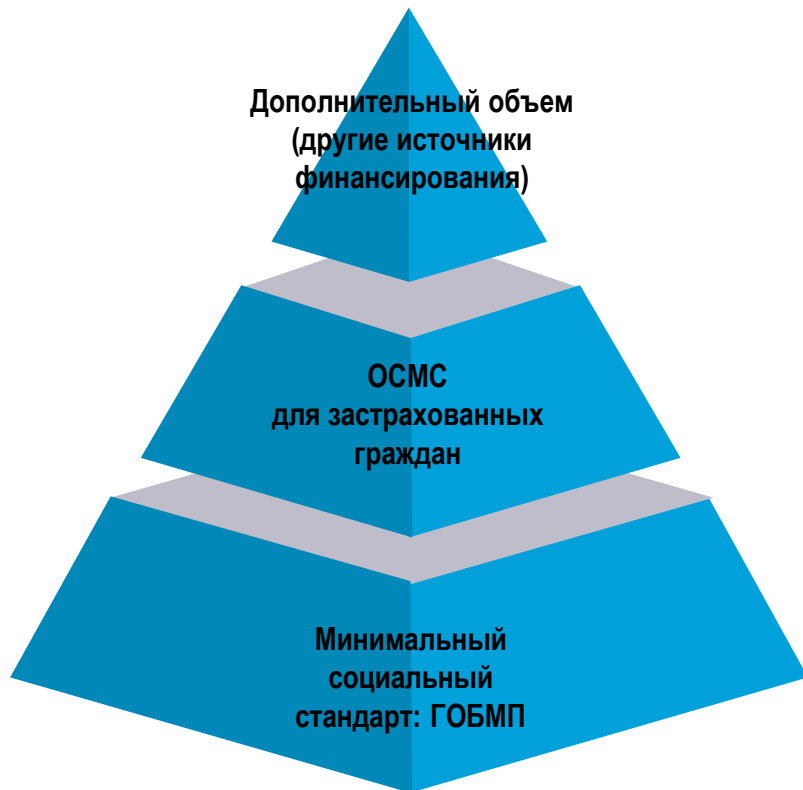 Дополнительный объем
(другие источники
финансирования)
ОСМС
для застрахованных
граждан
Минимальный
социальный
стандарт: ГОБМП